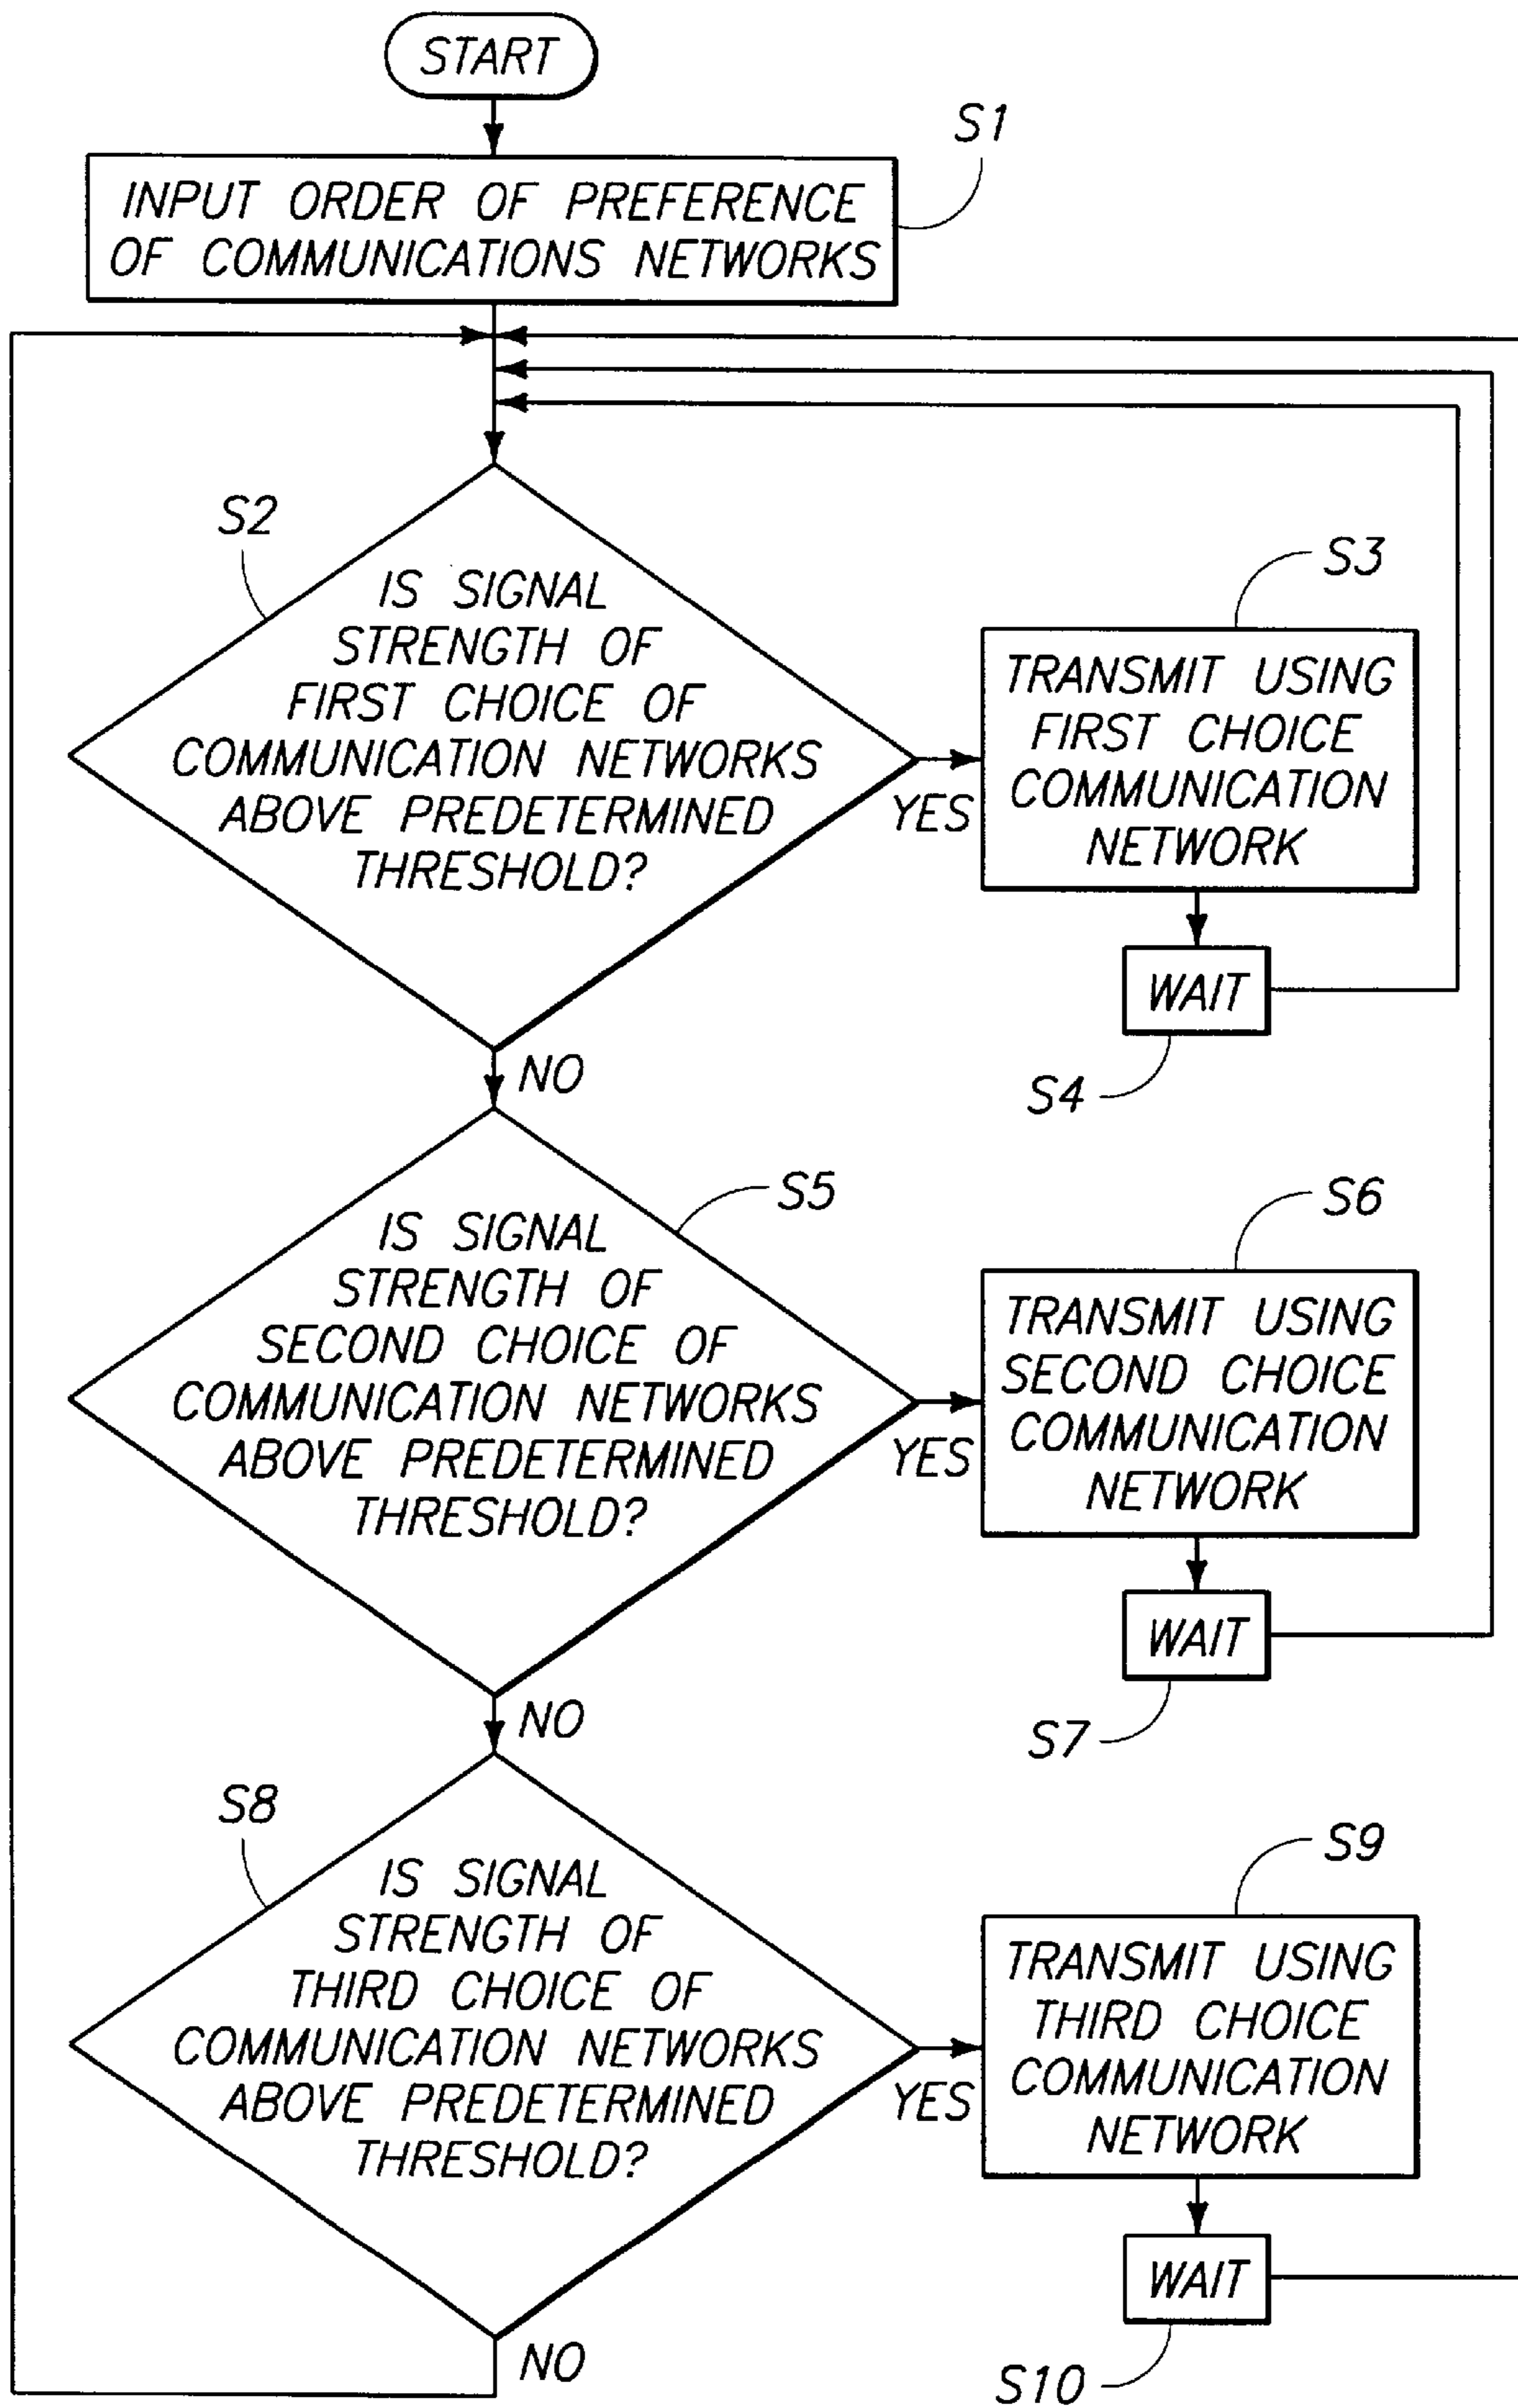 START
S1
INPUT ORDER OF PREFERENCE
OF COMMUNICATIONS NETWORKS
S2
IS SIGNAL
STRENGTH OF
FIRST CHOICE OF
COMMUNICATION NETWORKS
ABOVE PREDETERMINED
THRESHOLD?
YES
S3
TRANSMIT USING
FIRST CHOICE
COMMUNICATION
NETWORK
WAIT
S4
NO
S5
IS SIGNAL
STRENGTH OF
SECOND CHOICE OF
COMMUNICATION NETWORKS
ABOVE PREDETERMINED
THRESHOLD?
YES
S6
TRANSMIT USING
SECOND CHOICE
COMMUNICATION
NETWORK
WAIT
S7
NO
S8
IS SIGNAL
STRENGTH OF
THIRD CHOICE OF
COMMUNICATION NETWORKS
ABOVE PREDETERMINED
THRESHOLD?
YES
S9
TRANSMIT USING
THIRD CHOICE
COMMUNICATION
NETWORK
WAIT
S10
NO